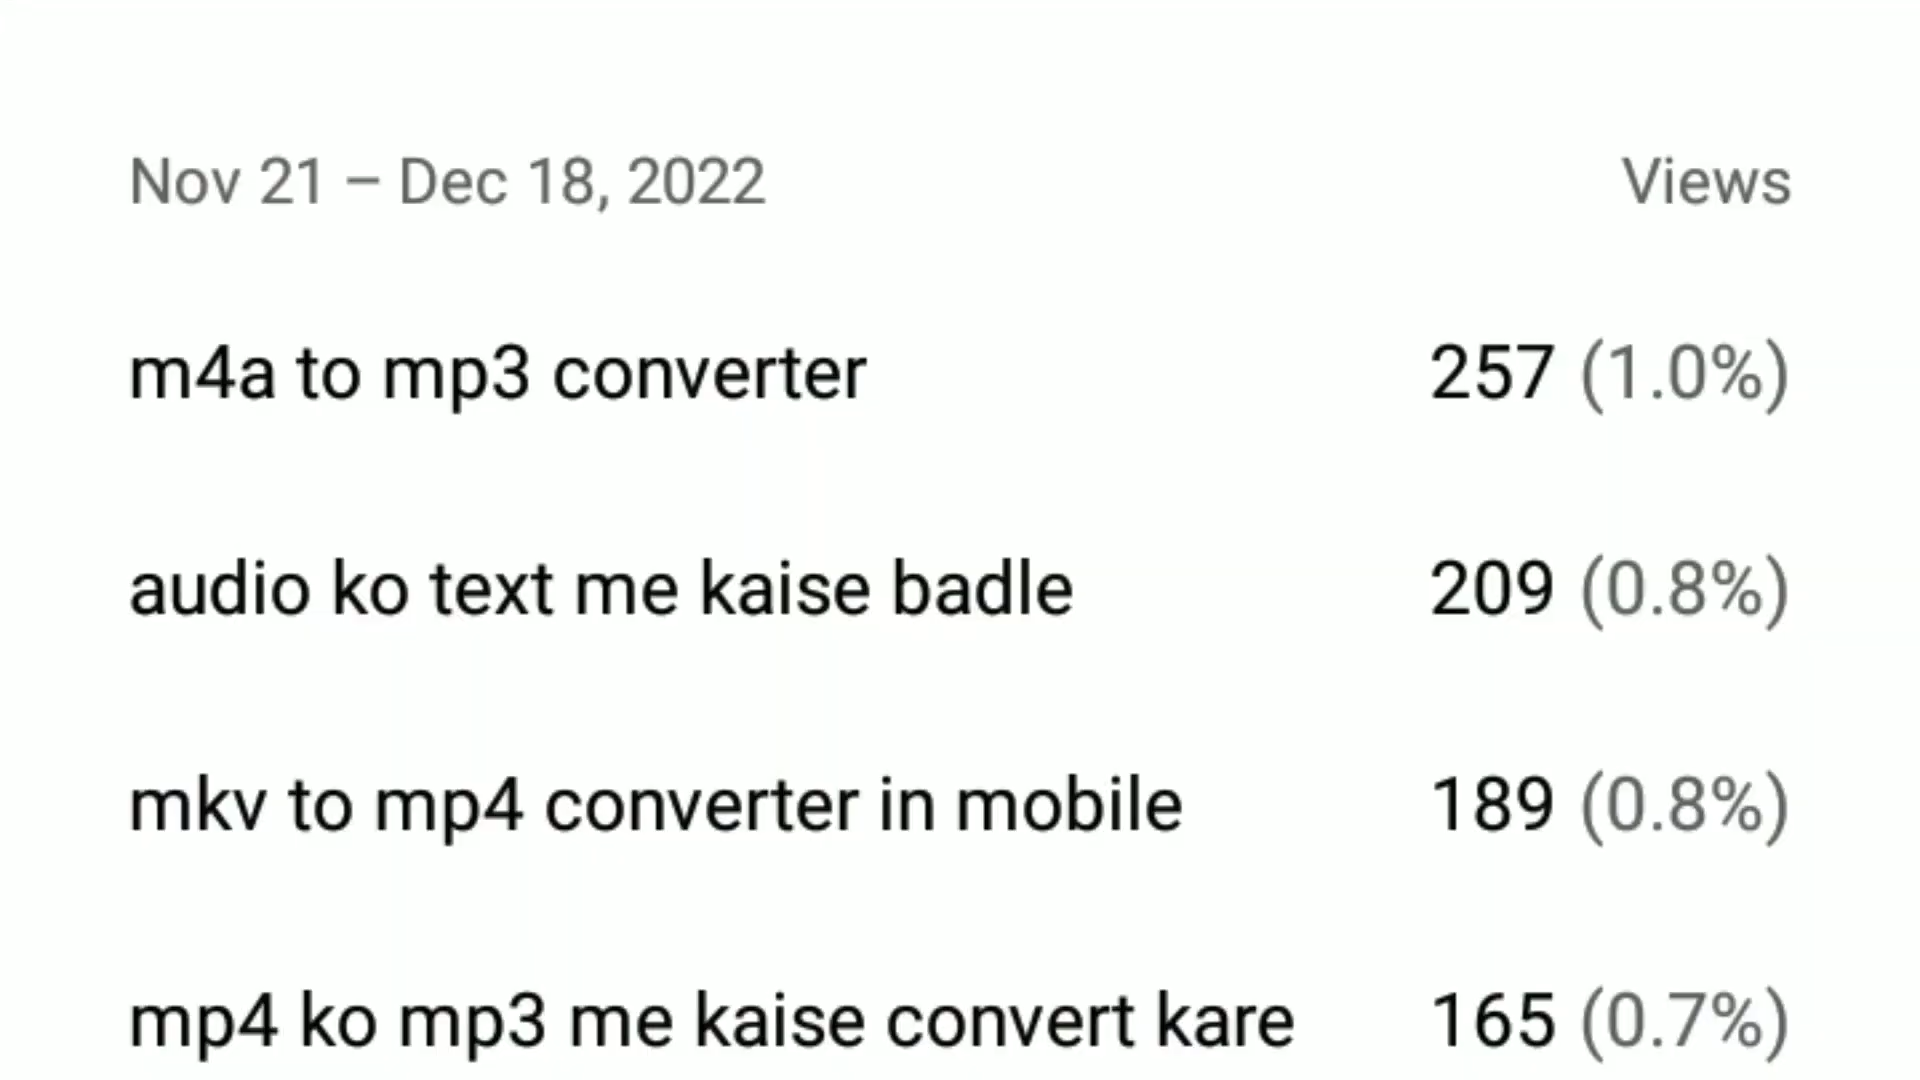 Nov 21 – Dec 18, 2022 Views
m4a to mp3 converter 257 (1.0%)
audio ko text me kaise badle 209 (0.8%)
mkv to mp4 converter in mobile 189 (0.8%)
mp4 ko mp3 me kaise convert kare 165 (0.7%)